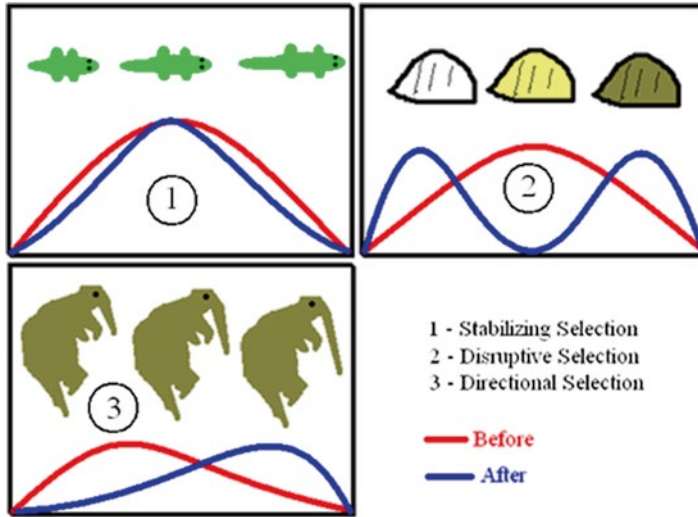 1
2
3
1 - Stabilizing Selection
2 - Disruptive Selection
3 - Directional Selection
Before
After